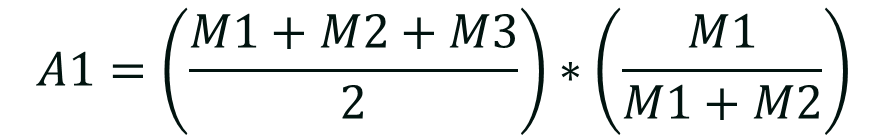 A1 = ((M1 + M2 + M3)/2) * (M1/(M1 + M2))